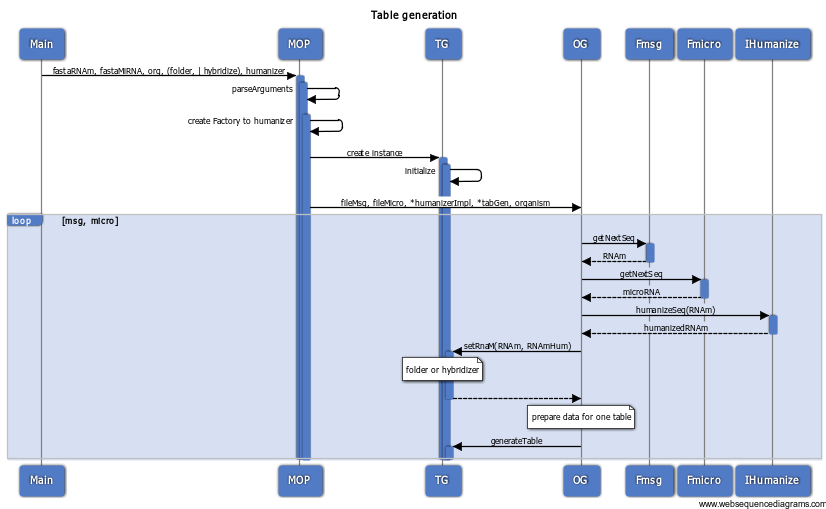 Table generation
Main MOP TG OG Fmsg Fmicro IHumanize
fastaRNAm, fastaMIRNA, org, (folder, | hybridize), humanizer
parseArguments
create Factory to humanizer
create instance
initialize
fileMsg, fileMicro, *humanizerImpl, *tabGen, organism
loop [msg, micro]
getNextSeq
RNAm
getNextSeq
microRNA
humanizeSeq(RNAm)
humanizedRNAm
setRnaM(RNAm, RNAmHum)
folder or hybridizer
prepare data for one table
generateTable
Main MOP TG OG Fmsg Fmicro IHumanize
www.websequencediagrams.com